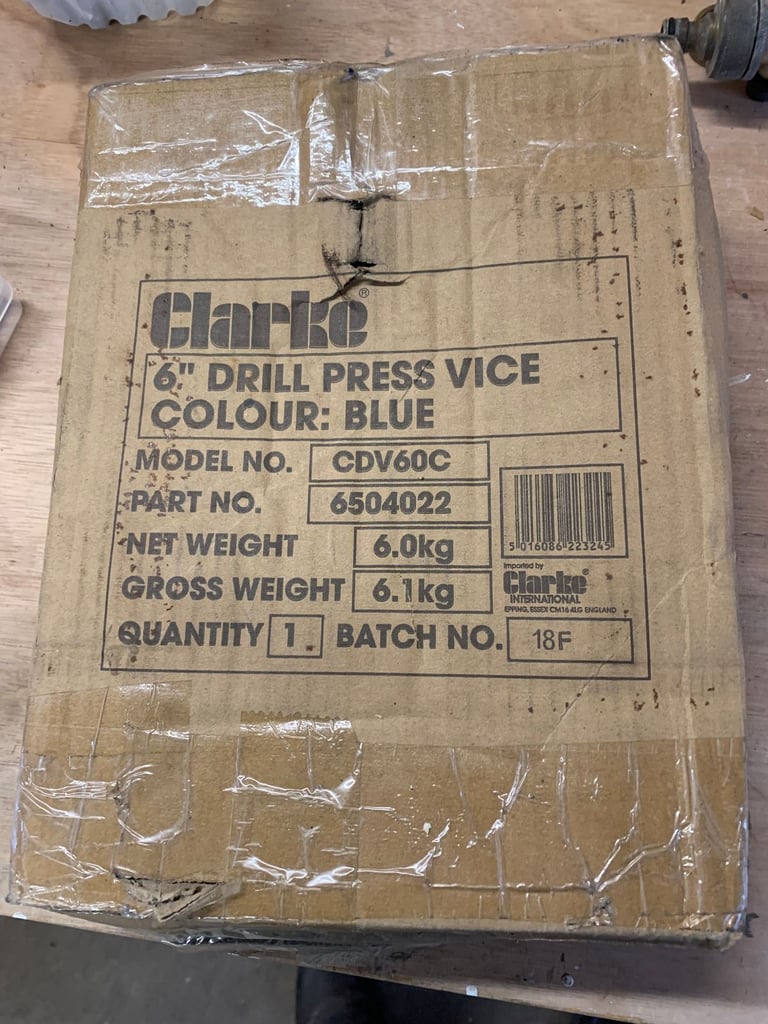 Clarke®
6" DRILL PRESS VICE
COLOUR: BLUE
MODEL NO. CDV60C
PART NO. 6504022
NET WEIGHT 6.0kg
GROSS WEIGHT 6.1kg
QUANTITY 1 BATCH NO. 18F
5 016086 223245
Imported by
Clarke®
INTERNATIONAL
EPPING, ESSEX CM16 4LG ENGLAND